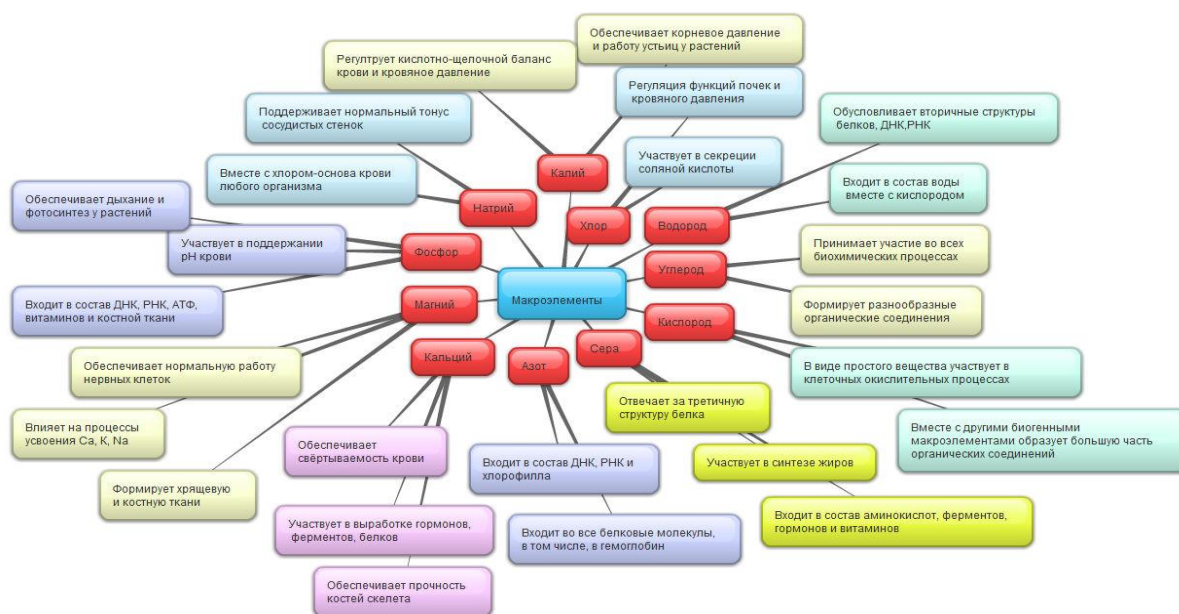 Обеспечивает корневое давление
и работу устьиц у растений
Регултрует кислотно-щелочной баланс
крови и кровяное давление
Регуляция функций почек и
кровяного давления
Поддерживает нормальный тонус
сосудистых стенок
Обусловливает вторичные структуры
белков, ДНК,РНК
Вместе с хлором-основа крови
любого организма
Калий
Участвует в секреции
соляной кислоты
Входит в состав воды
вместе с кислородом
Обеспечивает дыхание и
фотосинтез у растений
Натрий
Хлор
Водород
Участвует в поддержании
pH крови
Фосфор
Принимает участие во всех
биохимических процессах
Углерод
Входит в состав ДНК, РНК, АТФ,
витаминов и костной ткани
Магний
Макроэлементы
Формирует разнообразные
органические соединения
Кислород
Сера
Обеспечивает нормальную работу
нервных клеток
Кальций
Азот
В виде простого вещества участвует в
клеточных окислительных процессах
Отвечает за третичную
структуру белка
Влияет на процессы
усвоения Ca, K, Na
Вместе с другими биогенными
макроэлементами образует большую часть
органических соединений
Обеспечивает
свёртываемость крови
Входит в состав ДНК, РНК и
хлорофилла
Участвует в синтезе жиров
Формирует хрящевую
и костную ткани
Входит в состав аминокислот, ферментов,
гормонов и витаминов
Участвует в выработке гормонов,
ферментов, белков
Входит во все белковые молекулы,
в том числе, в гемоглобин
Обеспечивает прочность
костей скелета